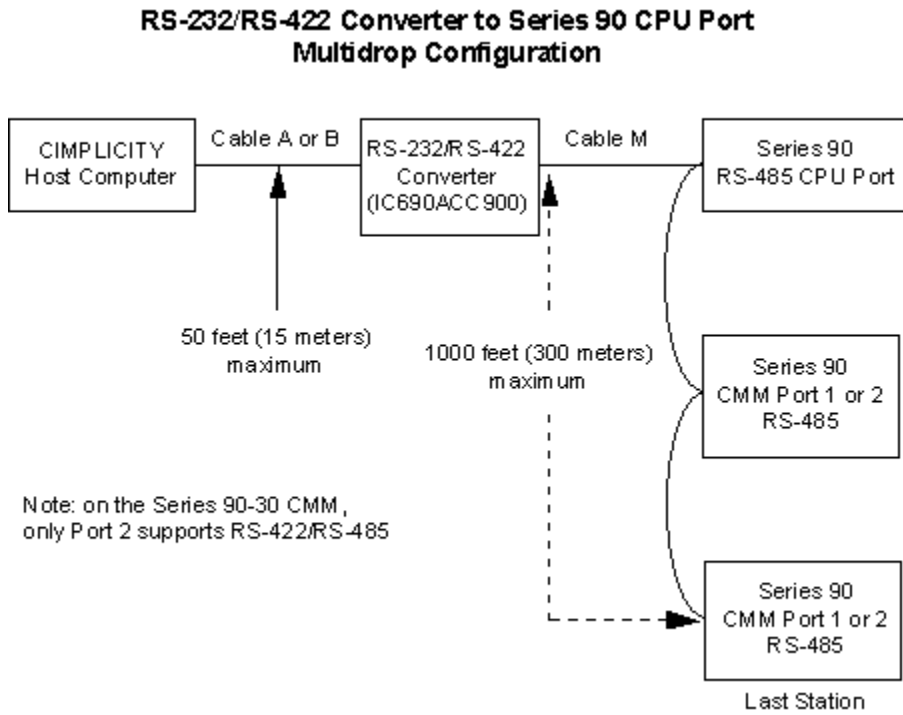 RS-232/RS-422 Converter to Series 90 CPU Port
Multidrop Configuration
CIMPLICITY
Host Computer
Cable A or B
RS-232/RS-422
Converter
(IC690ACC900)
Cable M
Series 90
RS-485 CPU Port
50 feet (15 meters)
maximum
1000 feet (300 meters)
maximum
Series 90
CMM Port 1 or 2
RS-485
Note: on the Series 90-30 CMM,
only Port 2 supports RS-422/RS-485
Series 90
CMM Port 1 or 2
RS-485
Last Station